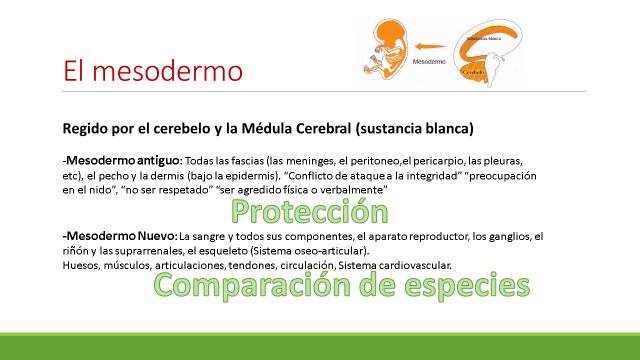 El mesodermo
Sustancia blanca
Mesodermo
Cerebelo
Regido por el cerebelo y la Médula Cerebral (sustancia blanca)
-Mesodermo antiguo: Todas las fascias (las meninges, el peritoneo,el pericarpio, las pleuras,
etc), el pecho y la dermis (bajo la epidermis). “Conflicto de ataque a la integridad” “preocupación
en el nido”, “no ser respetado” “ser agredido física o verbalmente”
Protección
-Mesodermo Nuevo: La sangre y todos sus componentes, el aparato reproductor, los ganglios, el
riñón y las suprarrenales, el esqueleto (Sistema oseo-articular).
Huesos, músculos, articulaciones, tendones, circulación, Sistema cardiovascular.
Comparación de especies